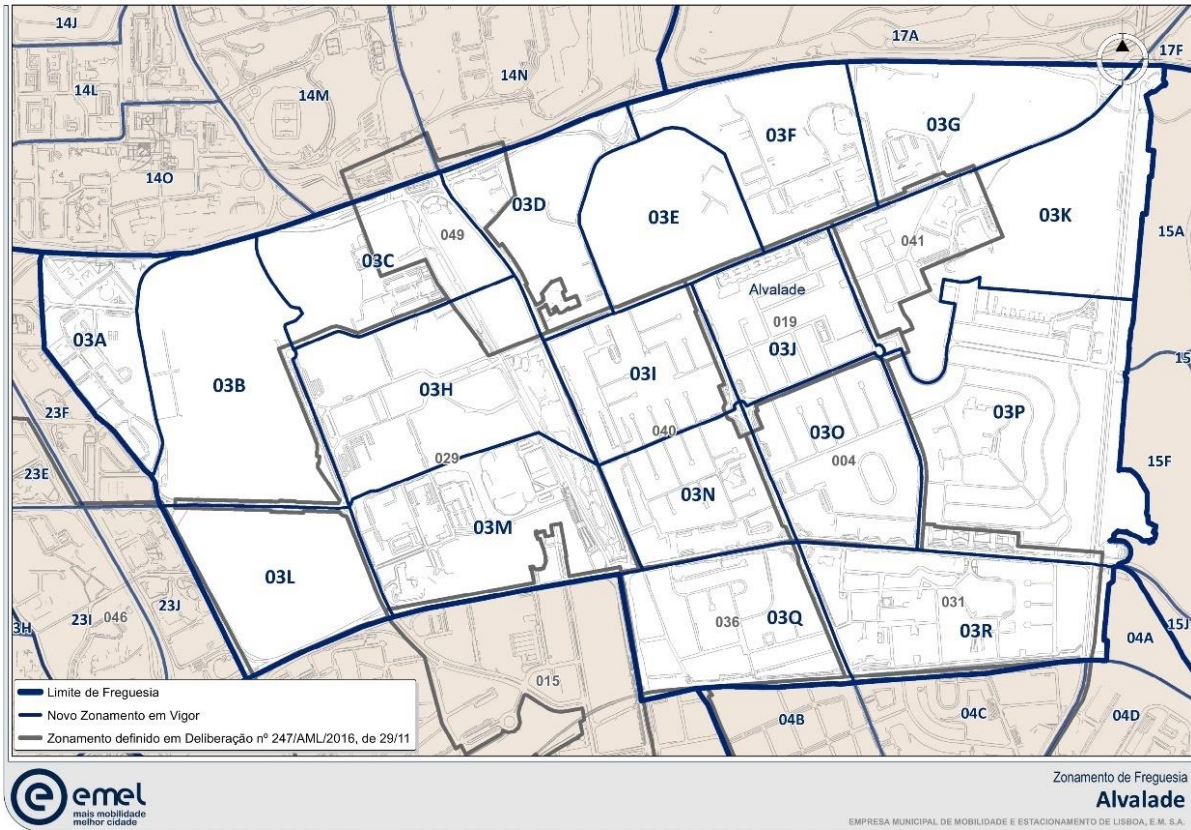 14J
17A
17F
14N
14L
14M
14O
03F
03G
03D
03E
03K
049
03C
041
15A
Alvalade
019
03A
03J
15
03B
03H
03I
03P
23F
03O
040
029
004
23E
15F
03N
03M
03L
23J
046
23I
3H
036
03Q
031
03R
15J
04A
015
04B
04C
04D
Limite de Freguesia
Novo Zonamento em Vigor
Zonamento definido em Deliberação nº 247/AML/2016, de 29/11
emel
mais mobilidade
melhor cidade
Zonamento de Freguesia
Alvalade
EMPRESA MUNICIPAL DE MOBILIDADE E ESTACIONAMENTO DE LISBOA, E.M. S.A.